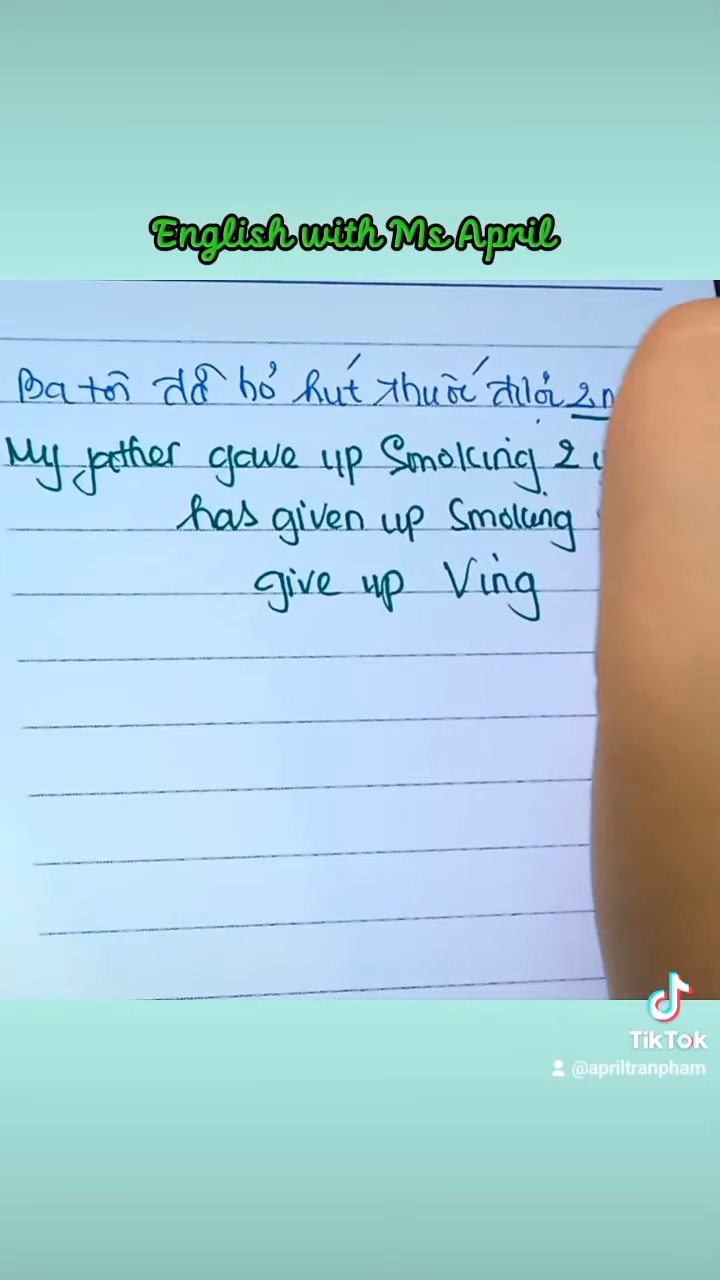 English with Ms April
Ba tôi đã bỏ hút thuốc được 2 n
My father gave up Smoking 2 y
has given up Smoking
give up Ving
TikTok
@apriltranpham